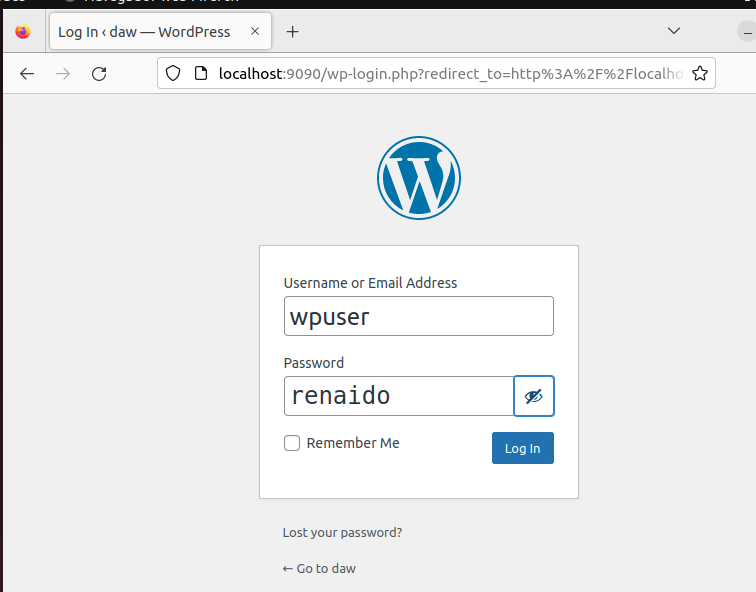 Log In ‹ daw — WordPress
localhost:9090/wp-login.php?redirect_to=http%3A%2F%2Flocalho
Username or Email Address
wpuser
Password
renaido
Remember Me
Log In
Lost your password?
← Go to daw